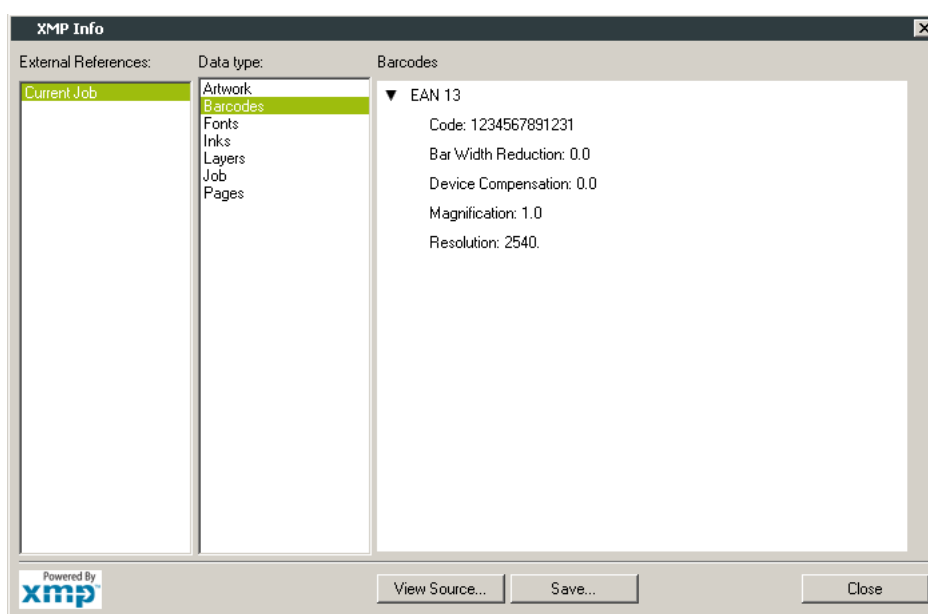 XMP Info
External References:
Data type:
Barcodes
Current Job
Artwork
Barcodes
Fonts
Inks
Layers
Job
Pages
▼ EAN 13
Code: 1234567891231
Bar Width Reduction: 0.0
Device Compensation: 0.0
Magnification: 1.0
Resolution: 2540.
Powered By
xmp™
View Source...
Save...
Close